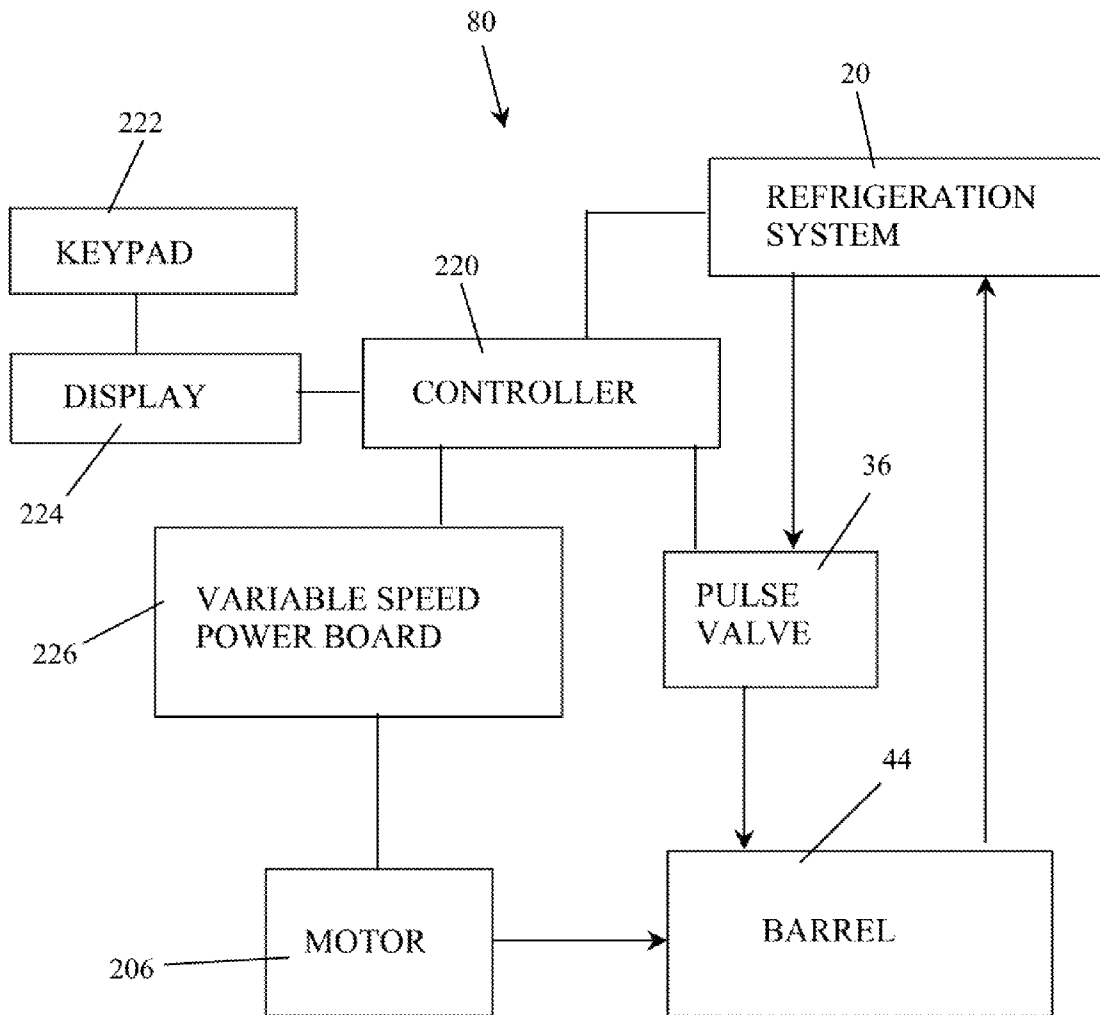 80
20
222
REFRIGERATION
SYSTEM
KEYPAD
220
DISPLAY
CONTROLLER
224
36
VARIABLE SPEED
POWER BOARD
PULSE
VALVE
226
44
MOTOR
BARREL
206